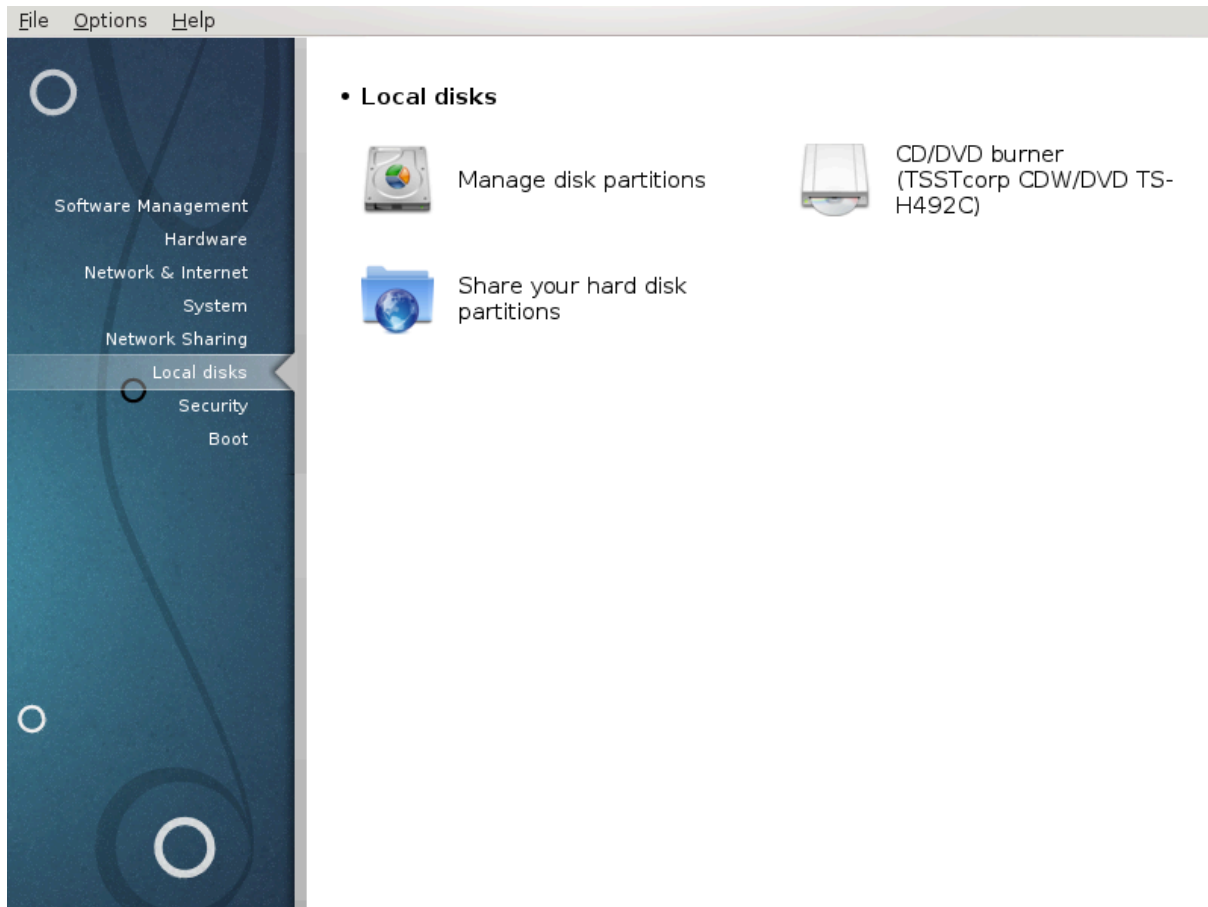 File Options Help
Software Management
Hardware
Network & Internet
System
Network Sharing
Local disks
Security
Boot
• Local disks
Manage disk partitions
CD/DVD burner
(TSSTcorp CDW/DVD TS-
H492C)
Share your hard disk
partitions